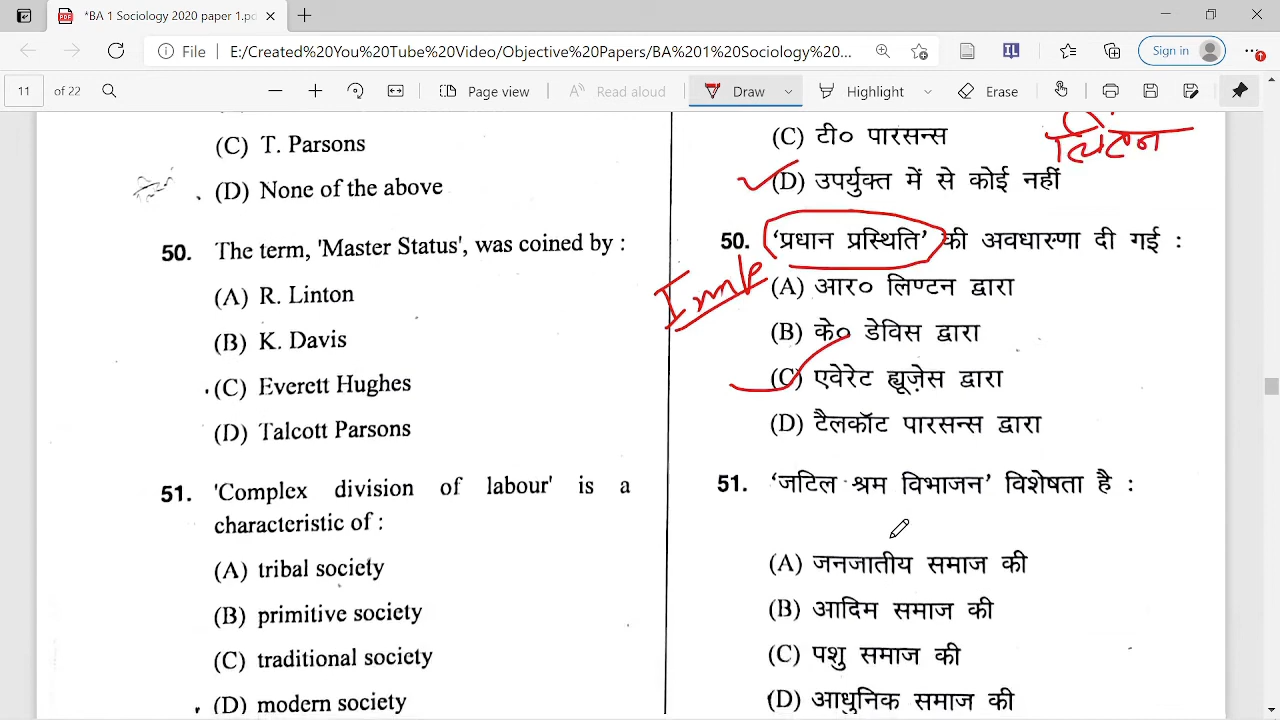 *BA 1 Sociology 2020 paper 1.pd
File
E:/Created%20You%20Tube%20Video/Objective%20Papers/BA%201%20Sociology%20...
Sign in
11 of 22
Page view
Read aloud
Draw
Highlight
Erase
(C) T. Parsons
(D) None of the above
50. The term, 'Master Status', was coined by :
(A) R. Linton
(B) K. Davis
(C) Everett Hughes
(D) Talcott Parsons
51. 'Complex division of labour' is a
characteristic of :
(A) tribal society
(B) primitive society
(C) traditional society
(D) modern society
(C) टी० पारसन्स
(D) उपर्युक्त में से कोई नहीं
50. ‘प्रधान प्रस्थिति’ की अवधारणा दी गई :
(A) आर० लिण्टन द्वारा
(B) के० डेविस द्वारा
(C) एवेरेट ह्यूज़ेस द्वारा
(D) टैलकॉट पारसन्स द्वारा
51. ‘जटिल श्रम विभाजन’ विशेषता है :
(A) जनजातीय समाज की
(B) आदिम समाज की
(C) पशु समाज की
(D) आधुनिक समाज की